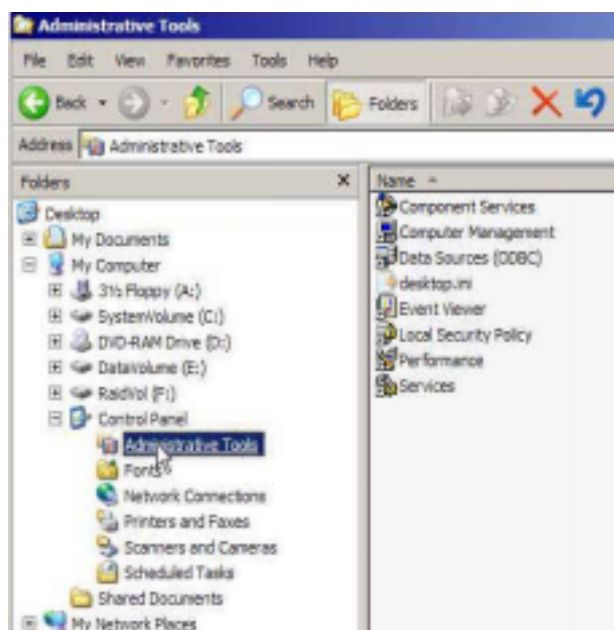 Administrative Tools
File Edit View Favorites Tools Help
Back Search Folders
Address Administrative Tools
Folders X
Desktop
My Documents
My Computer
3½ Floppy (A:)
SystemVolume (C:)
DVD-RAM Drive (D:)
DataVolume (E:)
RaidVol (F:)
Control Panel
Administrative Tools
Fonts
Network Connections
Printers and Faxes
Scanners and Cameras
Scheduled Tasks
Shared Documents
My Network Places
Name
Component Services
Computer Management
Data Sources (ODBC)
desktop.ini
Event Viewer
Local Security Policy
Performance
Services